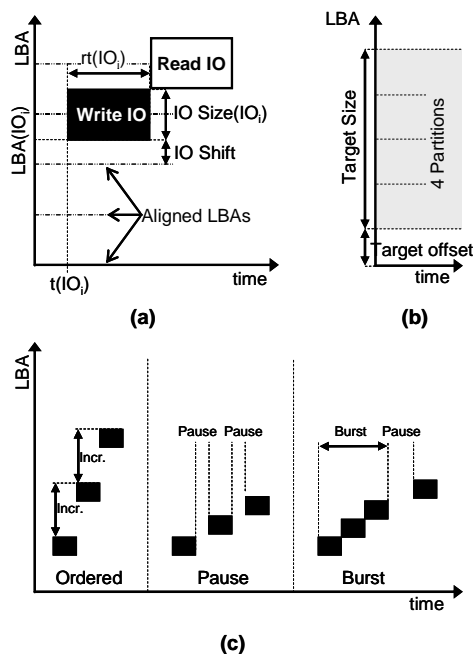 LBA
rt(IOi)
Read IO
Write IO
IO Size(IOi)
LBA(IOi)
IO Shift
Aligned LBAs
time
t(IOi)
(a)
LBA
Target Size
4 Partitions
Target offset
time
(b)
LBA
Pause
Pause
Burst
Pause
Incr.
Incr.
Ordered
Pause
Burst
time
(c)